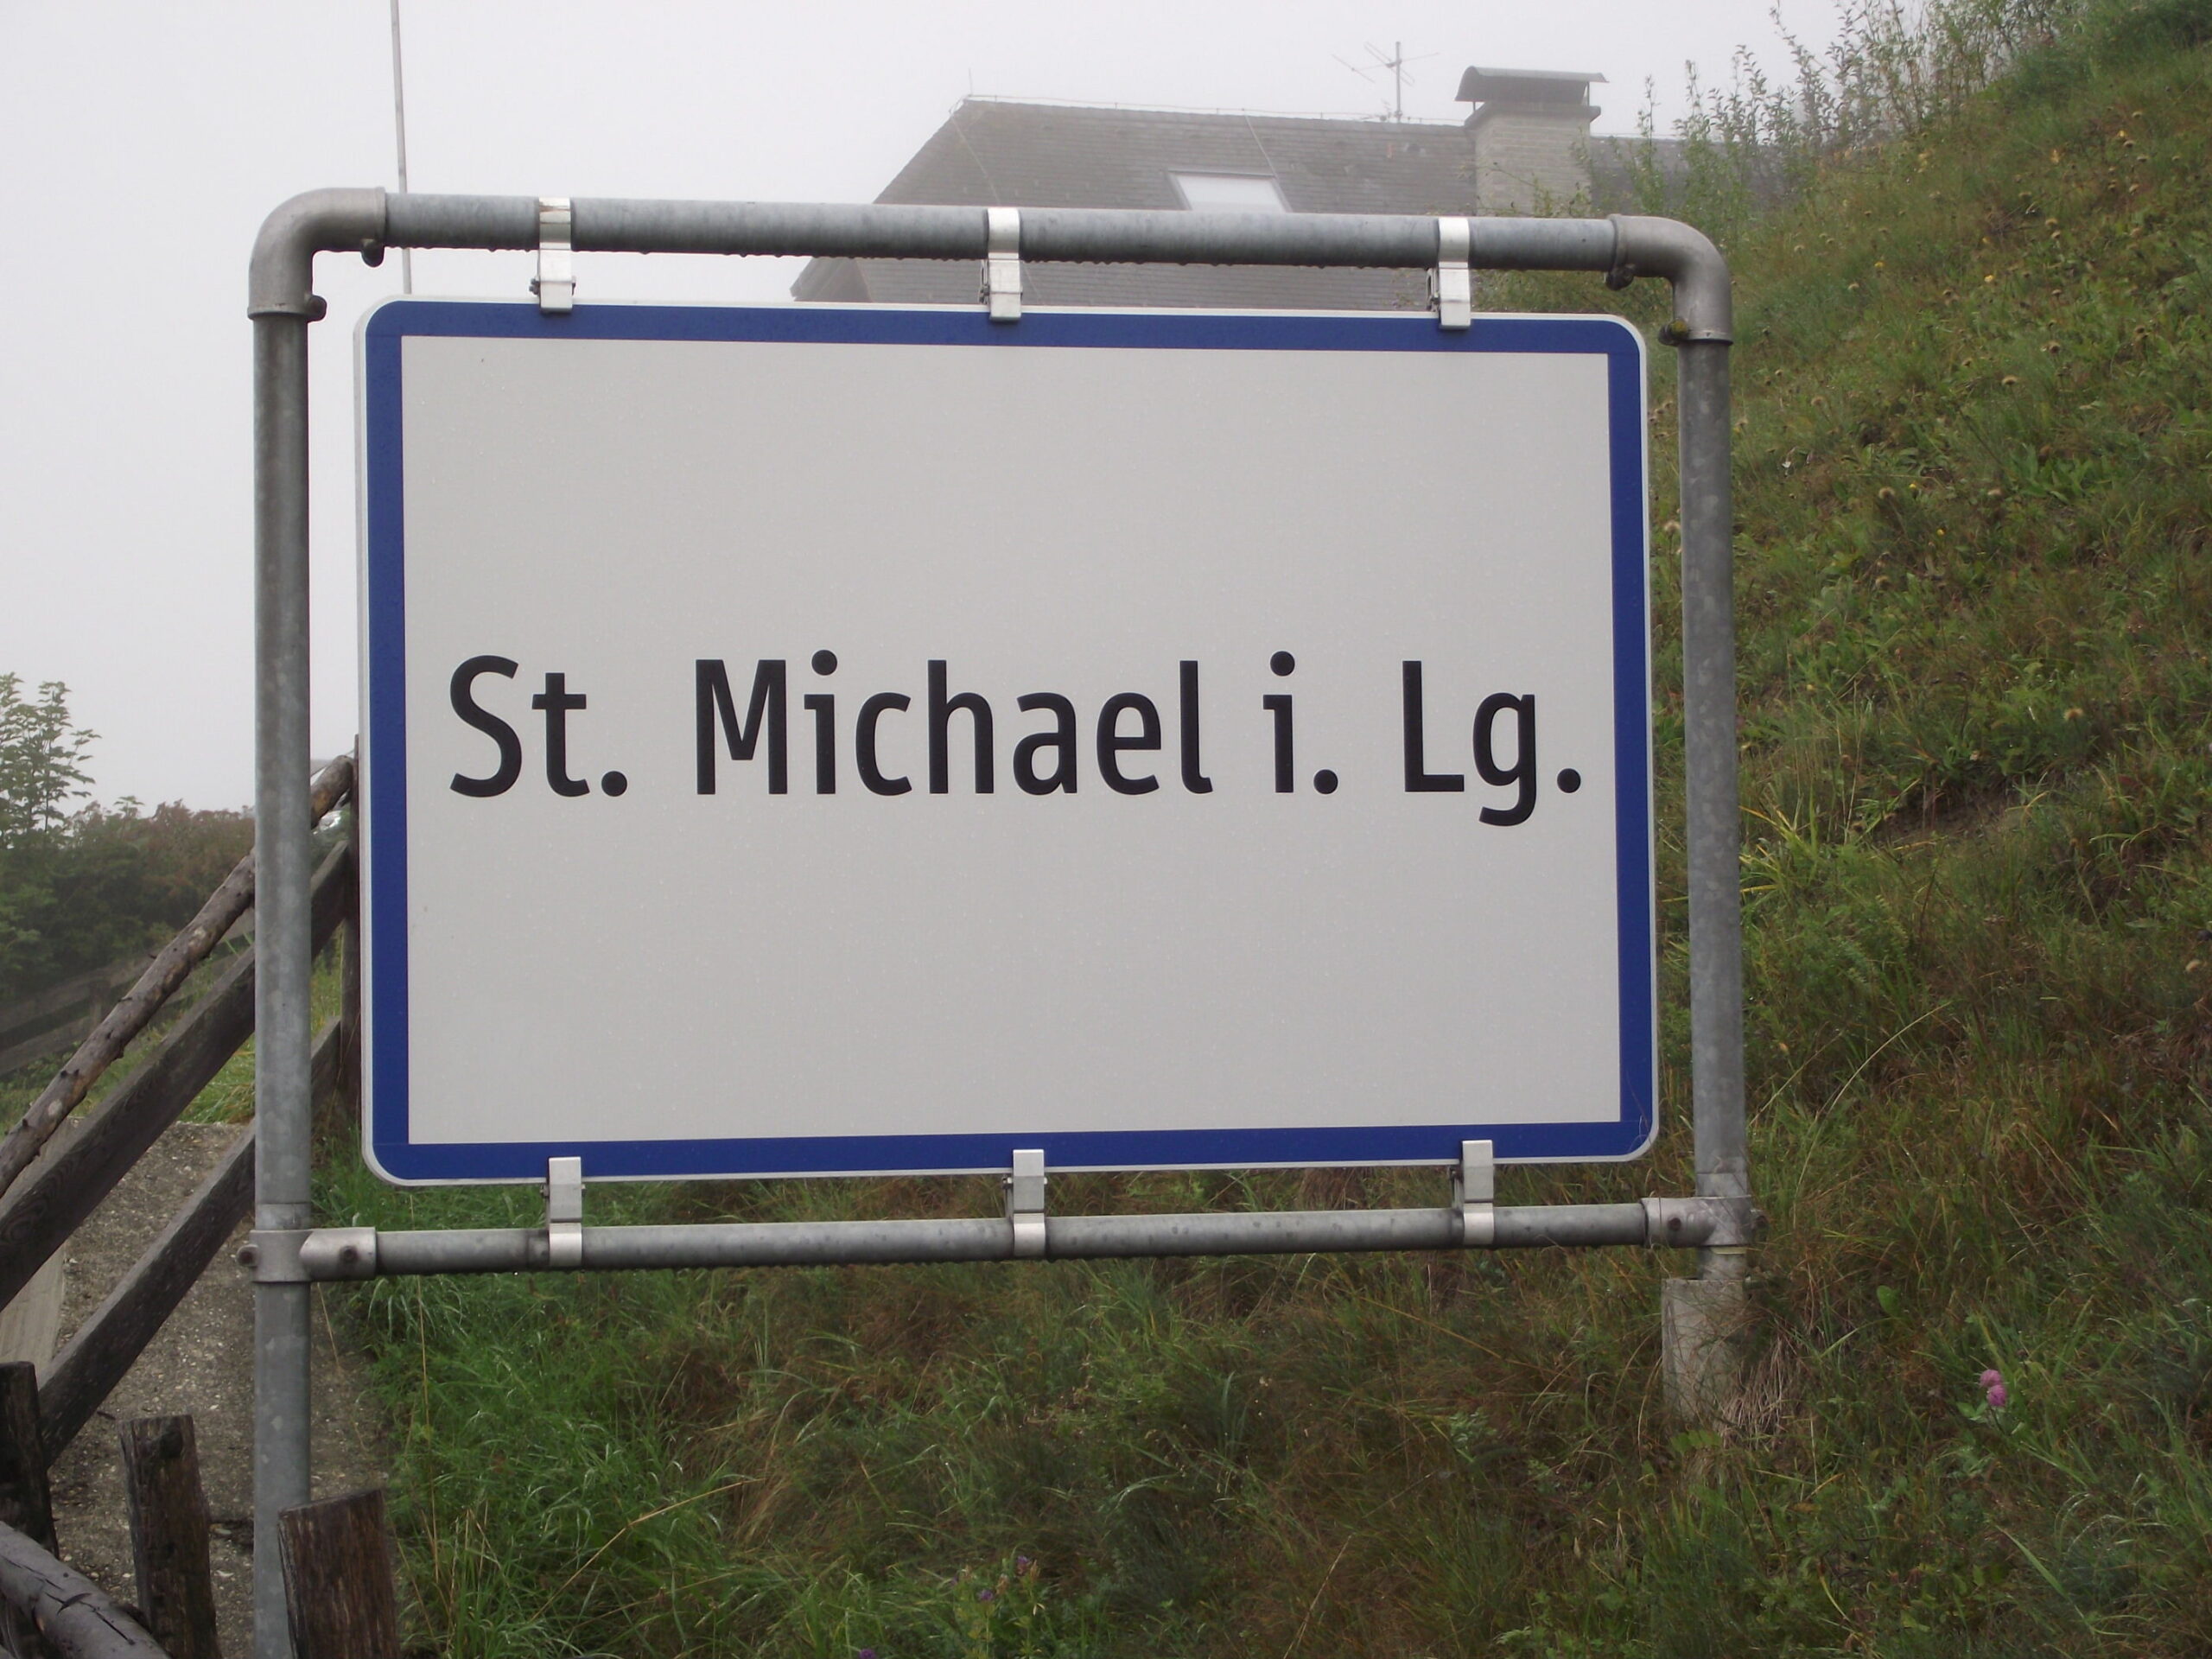 St. Michael i. Lg.